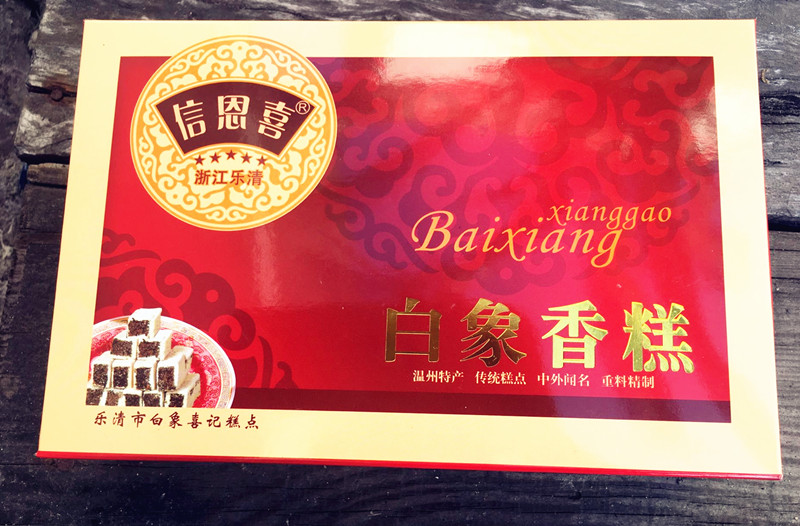 信恩喜®
浙江乐清
xianggao
Baixiang
白象香糕
温州特产 传统糕点 中外闻名 重料精制
乐清市白象喜记糕点